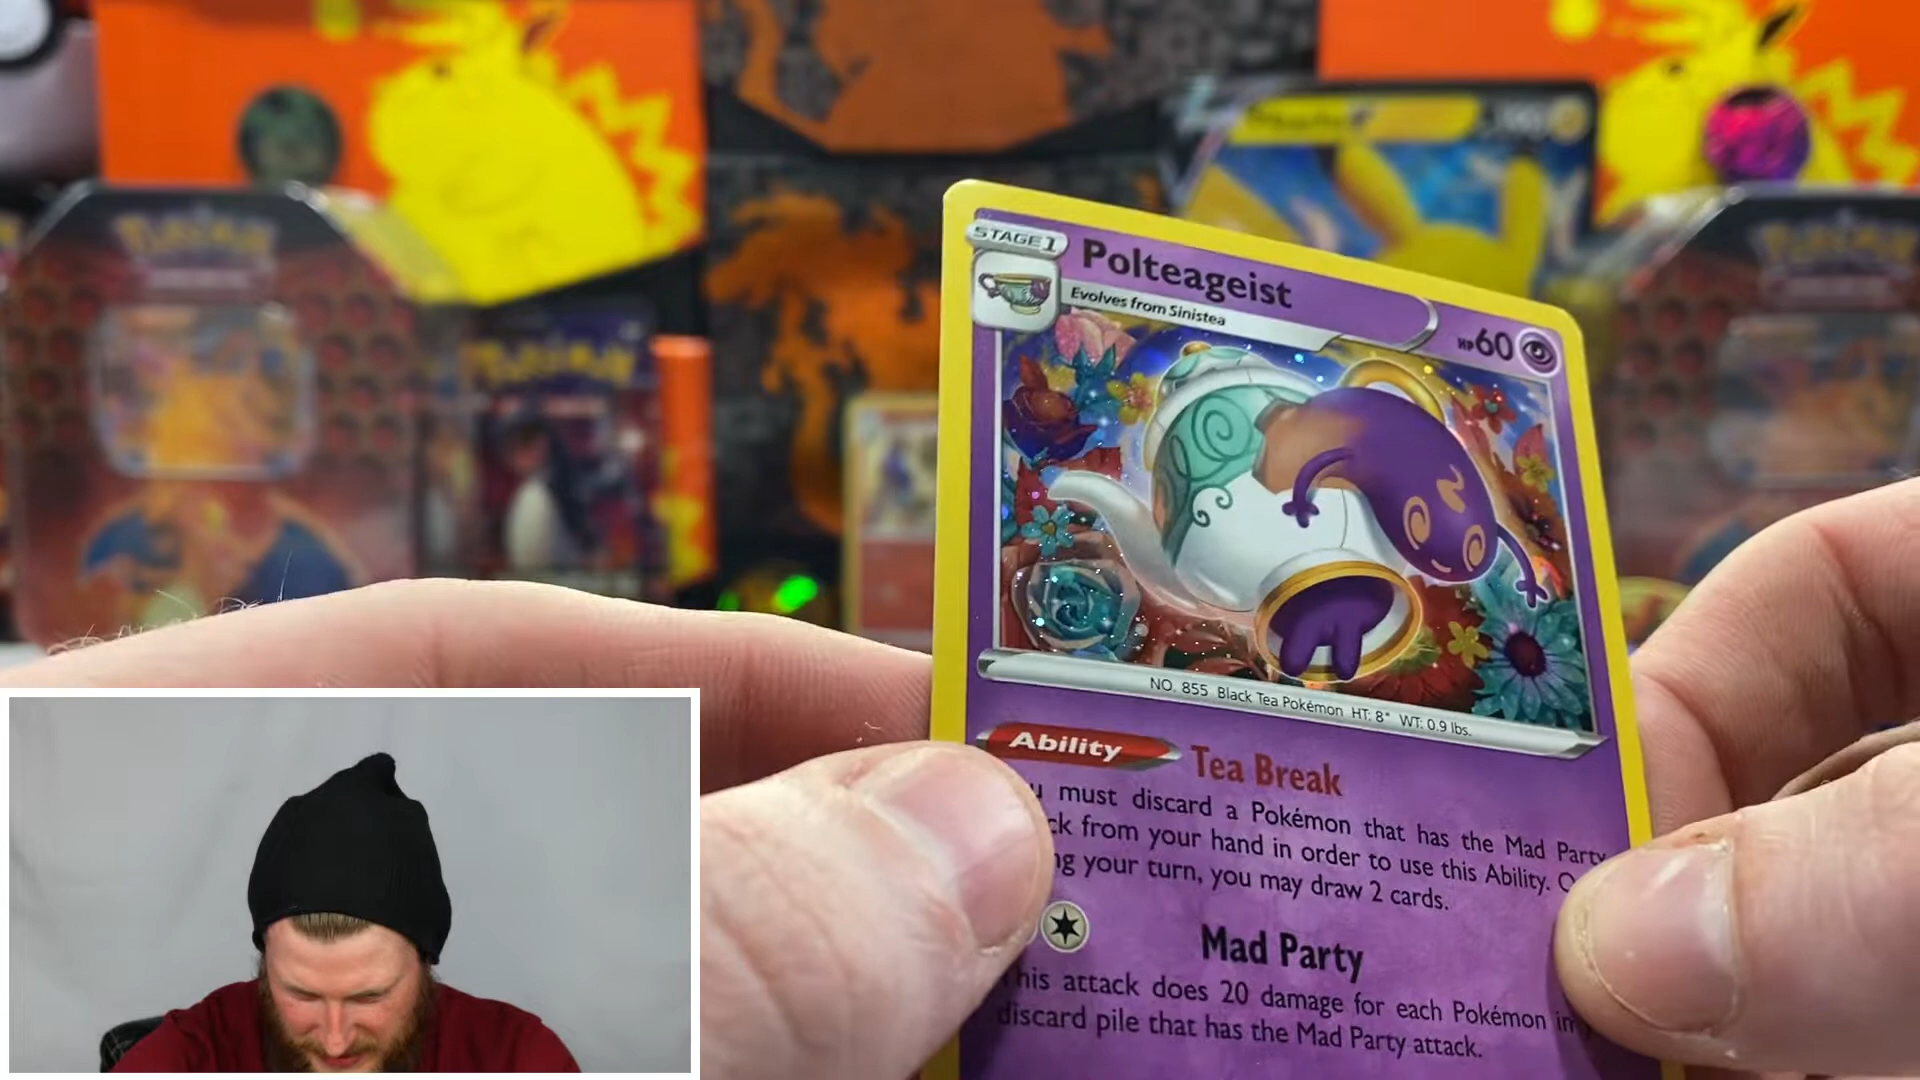 STAGE 1
Polteageist
Evolves from Sinistea
HP 60
NO. 855 Black Tea Pokémon HT: 8" WT: 0.9 lbs.
Ability
Tea Break
must discard a Pokémon that has the Mad Party
from your hand in order to use this Ability.
your turn, you may draw 2 cards.
Mad Party
This attack does 20 damage for each Pokémon in
discard pile that has the Mad Party attack.